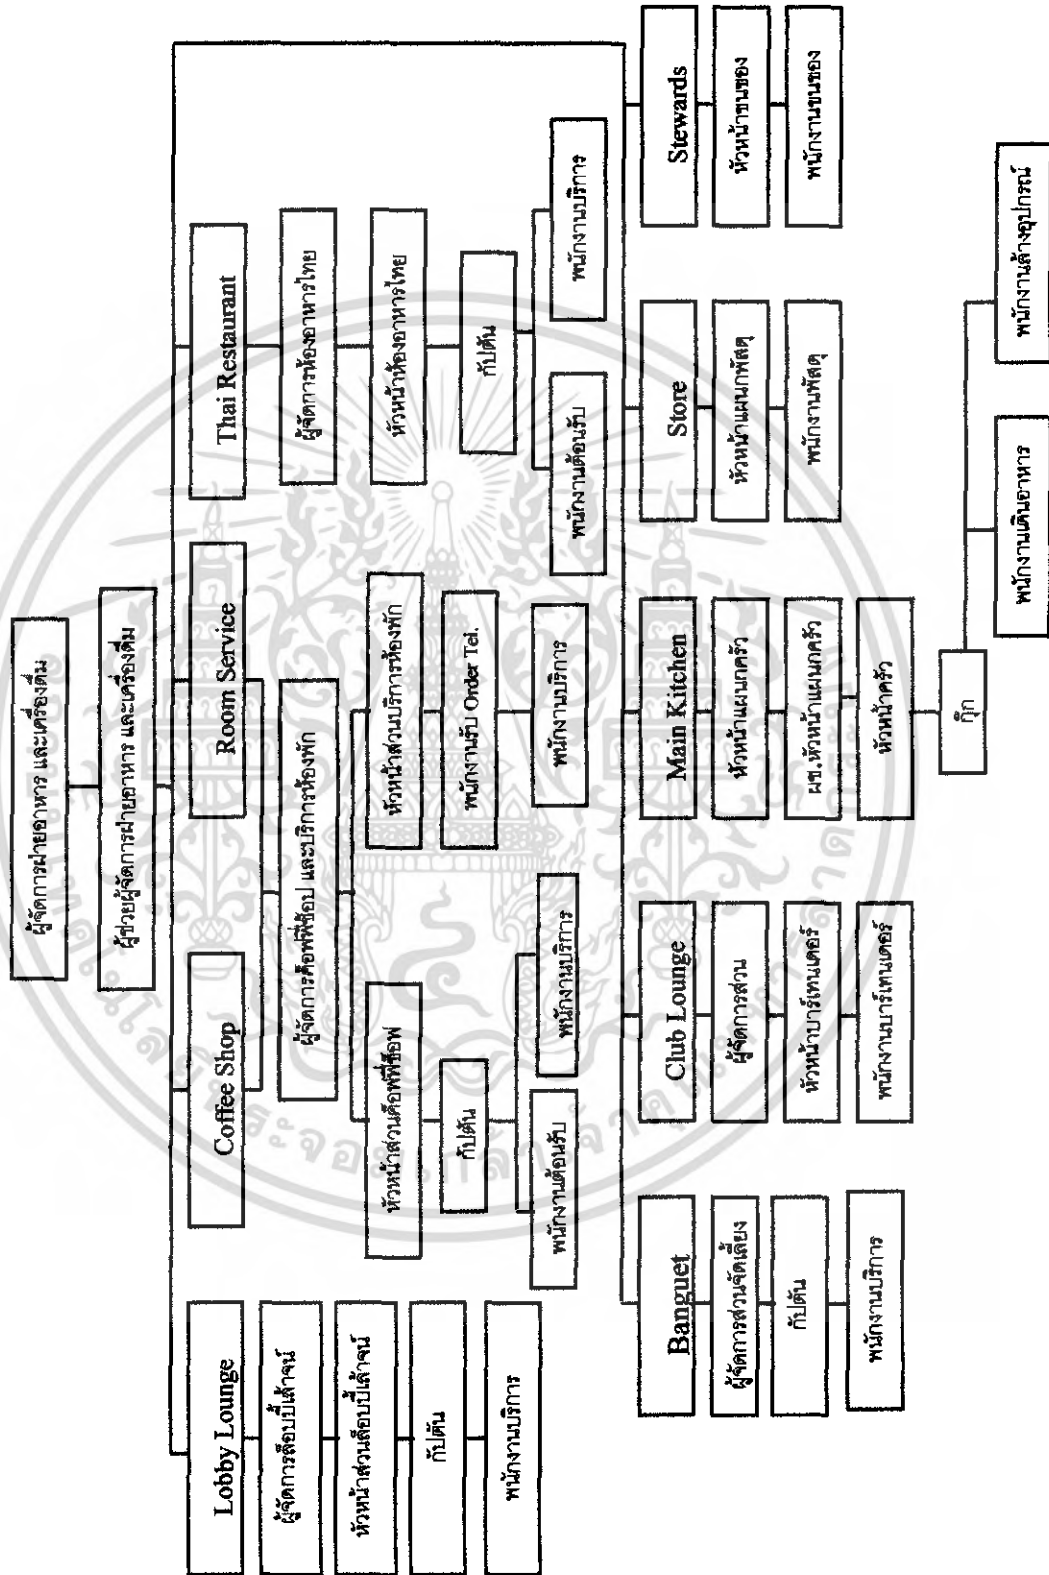 ผู้จัดการฝ่ายอาหาร และเครื่องดื่ม
ผู้ช่วยผู้จัดการฝ่ายอาหาร และเครื่องดื่ม
Lobby Lounge
Coffee Shop
Room Service
Thai Restaurant
ผู้จัดการล๊อบบี้เล้าจน์
หัวหน้าส่วนล๊อบบี้เล้าจน์
กัปตัน
พนักงานบริการ
ผู้จัดการค๊อฟฟี่ช๊อป และบริการห้องพัก
หัวหน้าส่วนค๊อฟฟี่ช๊อฟ
กัปตัน
พนักงานต้อนรับ
พนักงานบริการ
หัวหน้าส่วนบริการห้องพัก
พนักงานรับ Order Tel.
พนักงานบริการ
ผู้จัดการห้องอาหารไทย
หัวหน้าห้องอาหารไทย
กัปตัน
พนักงานต้อนรับ
พนักงานบริการ
Banguet
Club Lounge
Main Kitchen
Store
Stewards
ผู้จัดการส่วนจัดเลี้ยง
กัปตัน
พนักงานบริการ
ผู้จัดการส่วน
หัวหน้าบาร์เทนเดอร์
พนักงานบาร์เทนเดอร์
หัวหน้าแผนกครัว
ผช.หัวหน้าแผนกครัว
หัวหน้าครัว
กุ๊ก
พนักงานเดินอาหาร
พนักงานล้างอุปกรณ์
หัวหน้าแผนกพัสดุ
พนักงานพัสดุ
หัวหน้าขนของ
พนักงานขนของ